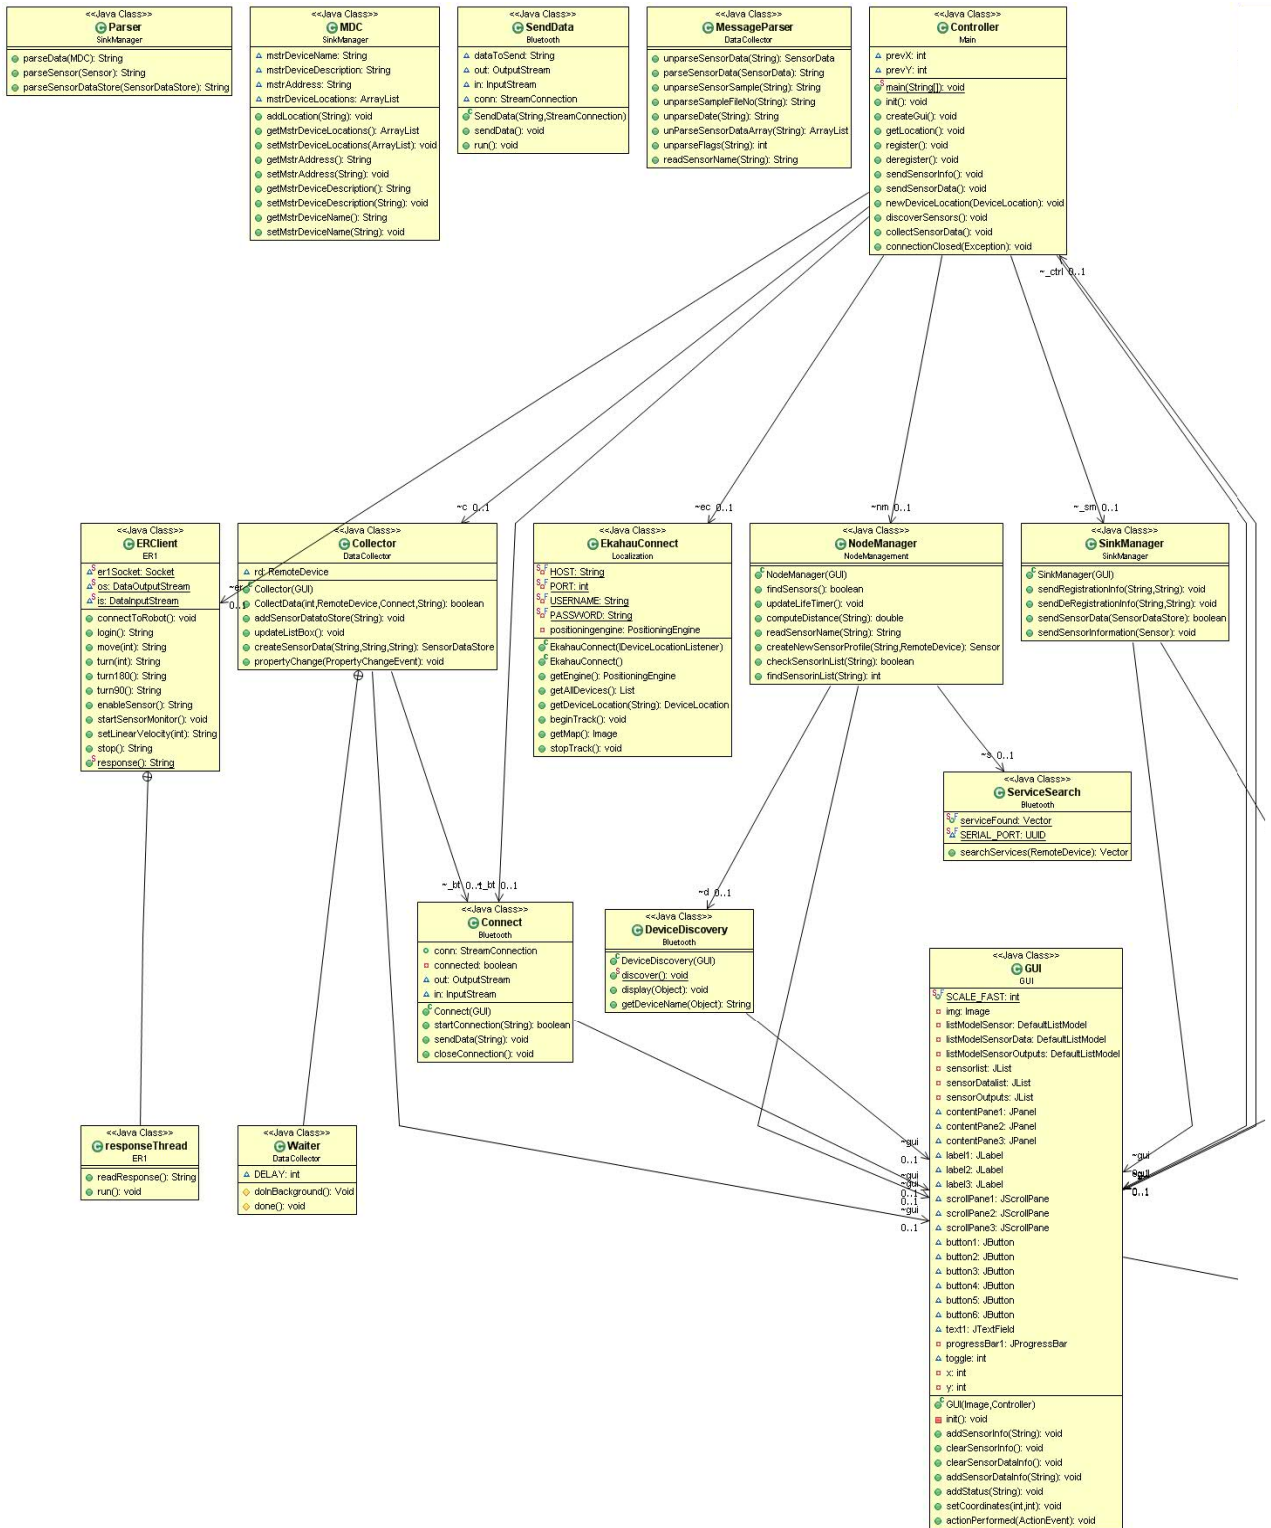 <<Java Class>>
Parser
SinkManager
parseData(MDC): String
parseSensor(Sensor): String
parseSensorDataStore(SensorDataStore): String
<<Java Class>>
MDC
SinkManager
mstrDeviceName: String
mstrDeviceDescription: String
mstrAddress: String
mstrDeviceLocations: ArrayList
addLocation(String): void
getMstrDeviceLocations(): ArrayList
setMstrDeviceLocations(ArrayList): void
getMstrAddress(): String
setMstrAddress(String): void
getMstrDeviceDescription(): String
setMstrDeviceDescription(String): void
getMstrDeviceName(): String
setMstrDeviceName(String): void
<<Java Class>>
SendData
Bluetooth
dataToSend: String
out: OutputStream
in: InputStream
conn: StreamConnection
SendData(String,StreamConnection)
sendData(): void
run(): void
<<Java Class>>
MessageParser
DataCollector
unparseSensorData(String): SensorData
parseSensorData(SensorData): String
unparseSensorSample(String): String
unparseSampleFileNo(String): String
unparseDate(String): String
unParseSensorDataArray(String): ArrayList
unparseFlags(String): int
readSensorName(String): String
<<Java Class>>
Controller
Main
prevX: int
prevY: int
main(String[]): void
init(): void
createGui(): void
getLocation(): void
register(): void
deregister(): void
sendSensorInfo(): void
sendSensorData(): void
newDeviceLocation(DeviceLocation): void
discoverSensors(): void
collectSensorData(): void
connectionClosed(Exception): void
~_ctrl 0..1
~c 0..1
~ec 0..1
~nm 0..1
~_sm 0..1
<<Java Class>>
ERClient
ER1
er1Socket: Socket
os: DataOutputStream
is: DataInputStream
connectToRobot(): void
login(): String
move(int): String
turn(int): String
turn180(): String
turn90(): String
enableSensor(): String
startSensorMonitor(): void
setLinearVelocity(int): String
stop(): String
response(): String
~er
0..1
<<Java Class>>
Collector
DataCollector
rd: RemoteDevice
Collector(GUI)
CollectData(int,RemoteDevice,Connect,String): boolean
addSensorDatatoStore(String): void
updateListBox(): void
createSensorData(String,String,String): SensorDataStore
propertyChange(PropertyChangeEvent): void
<<Java Class>>
EkahauConnect
Localization
HOST: String
PORT: int
USERNAME: String
PASSWORD: String
positioningengine: PositioningEngine
EkahauConnect(IDeviceLocationListener)
EkahauConnect()
getEngine(): PositioningEngine
getAllDevices(): List
getDeviceLocation(String): DeviceLocation
beginTrack(): void
getMap(): Image
stopTrack(): void
<<Java Class>>
NodeManager
NodeManagement
NodeManager(GUI)
findSensors(): boolean
updateLifeTimer(): void
computeDistance(String): double
readSensorName(String): String
createNewSensorProfile(String,RemoteDevice): Sensor
checkSensorInList(String): boolean
findSensorinList(String): int
<<Java Class>>
SinkManager
SinkManager
SinkManager(GUI)
sendRegistrationInfo(String,String): void
sendDeRegistrationInfo(String,String): void
sendSensorData(SensorDataStore): boolean
sendSensorInformation(Sensor): void
~s 0..1
<<Java Class>>
ServiceSearch
Bluetooth
serviceFound: Vector
SERIAL_PORT: UUID
searchServices(RemoteDevice): Vector
~_bt 0..1
~_bt 0..1
~d 0..1
<<Java Class>>
Connect
Bluetooth
conn: StreamConnection
connected: boolean
out: OutputStream
in: InputStream
Connect(GUI)
startConnection(String): boolean
sendData(String): void
closeConnection(): void
<<Java Class>>
DeviceDiscovery
Bluetooth
DeviceDiscovery(GUI)
discover(): void
display(Object): void
getDeviceName(Object): String
<<Java Class>>
responseThread
ER1
readResponse(): String
run(): void
<<Java Class>>
Waiter
DataCollector
DELAY: int
doInBackground(): Void
done(): void
~gui
0..1
~gui
~gui
0..1
0..1
~gui
0..1
~gui
0..1
<<Java Class>>
GUI
GUI
SCALE_FAST: int
img: Image
listModelSensor: DefaultListModel
listModelSensorData: DefaultListModel
listModelSensorOutputs: DefaultListModel
sensorlist: JList
sensorDatalist: JList
sensorOutputs: JList
contentPane1: JPanel
contentPane2: JPanel
contentPane3: JPanel
label1: JLabel
label2: JLabel
label3: JLabel
scrollPane1: JScrollPane
scrollPane2: JScrollPane
scrollPane3: JScrollPane
button1: JButton
button2: JButton
button3: JButton
button4: JButton
button5: JButton
button6: JButton
text1: JTextField
progressBar1: JProgressBar
toggle: int
x: int
y: int
GUI(Image,Controller)
init(): void
addSensorInfo(String): void
clearSensorInfo(): void
clearSensorDataInfo(): void
addSensorDataInfo(String): void
addStatus(String): void
setCoordinates(int,int): void
actionPerformed(ActionEvent): void